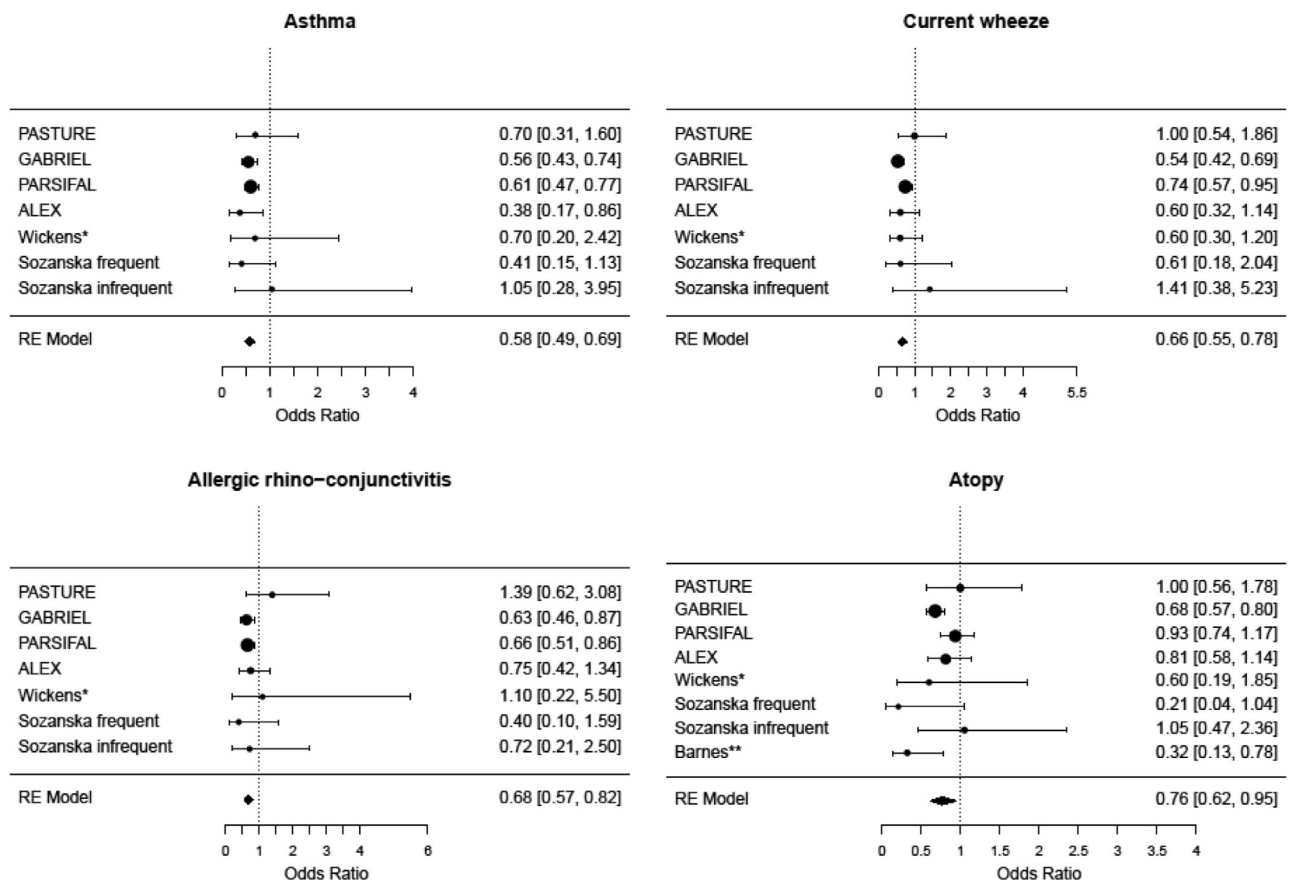 Asthma
PASTURE 0.70 [0.31, 1.60]
GABRIEL 0.56 [0.43, 0.74]
PARSIFAL 0.61 [0.47, 0.77]
ALEX 0.38 [0.17, 0.86]
Wickens* 0.70 [0.20, 2.42]
Sozanska frequent 0.41 [0.15, 1.13]
Sozanska infrequent 1.05 [0.28, 3.95]
RE Model 0.58 [0.49, 0.69]
0 1 2 3 4
Odds Ratio
Current wheeze
PASTURE 1.00 [0.54, 1.86]
GABRIEL 0.54 [0.42, 0.69]
PARSIFAL 0.74 [0.57, 0.95]
ALEX 0.60 [0.32, 1.14]
Wickens* 0.60 [0.30, 1.20]
Sozanska frequent 0.61 [0.18, 2.04]
Sozanska infrequent 1.41 [0.38, 5.23]
RE Model 0.66 [0.55, 0.78]
0 1 2 3 4 5.5
Odds Ratio
Allergic rhino−conjunctivitis
PASTURE 1.39 [0.62, 3.08]
GABRIEL 0.63 [0.46, 0.87]
PARSIFAL 0.66 [0.51, 0.86]
ALEX 0.75 [0.42, 1.34]
Wickens* 1.10 [0.22, 5.50]
Sozanska frequent 0.40 [0.10, 1.59]
Sozanska infrequent 0.72 [0.21, 2.50]
RE Model 0.68 [0.57, 0.82]
0 1 2 3 6
Odds Ratio
Atopy
PASTURE 1.00 [0.56, 1.78]
GABRIEL 0.68 [0.57, 0.80]
PARSIFAL 0.93 [0.74, 1.17]
ALEX 0.81 [0.58, 1.14]
Wickens* 0.60 [0.19, 1.85]
Sozanska frequent 0.21 [0.04, 1.04]
Sozanska infrequent 1.05 [0.47, 2.36]
Barnes** 0.32 [0.13, 0.78]
RE Model 0.76 [0.62, 0.95]
0 0.5 1 1.5 2 2.5 3 3.5 4
Odds Ratio